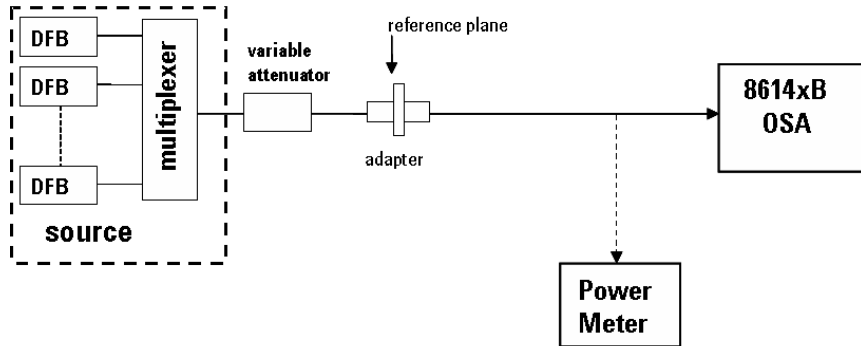 DFB
DFB
DFB
multiplexer
source
variable
attenuator
reference plane
adapter
8614xB
OSA
Power
Meter